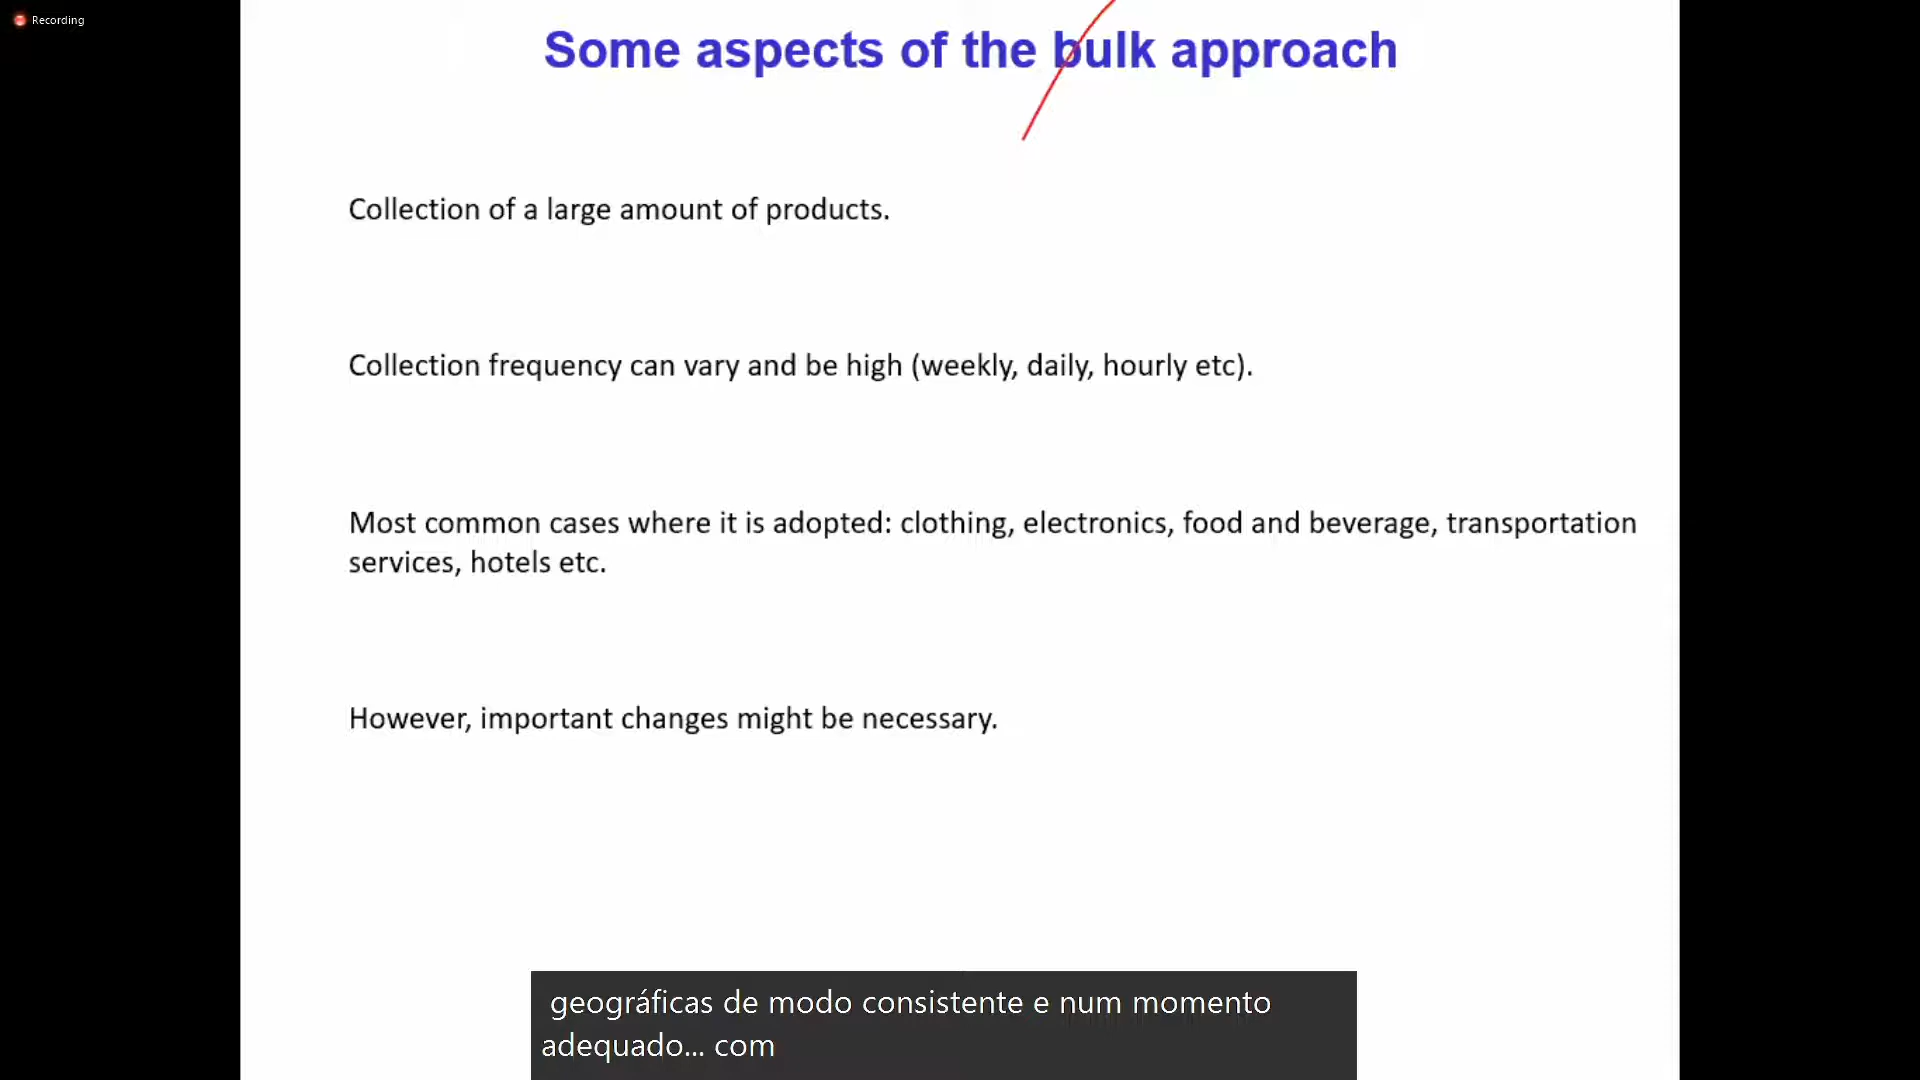 Recording
Some aspects of the bulk approach
Collection of a large amount of products.
Collection frequency can vary and be high (weekly, daily, hourly etc).
Most common cases where it is adopted: clothing, electronics, food and beverage, transportation
services, hotels etc.
However, important changes might be necessary.
geográficas de modo consistente e num momento
adequado... com